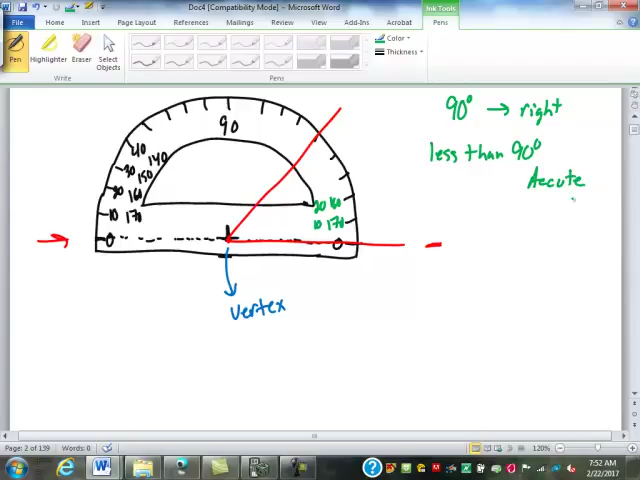 Doc4 [Compatibility Mode] - Microsoft Word
Ink Tools
File Home Insert Page Layout References Mailings Review View Add-Ins Acrobat Pens
Pen Highlighter Eraser Select Objects
Color
Thickness
Write
Pens
90° → right
less than 90°
Accute
90
40 140
30 150
20 160
10 170
0
20 160
10 170
0
vertex
Page: 2 of 139 Words: 0
120%
7:52 AM
2/22/2017